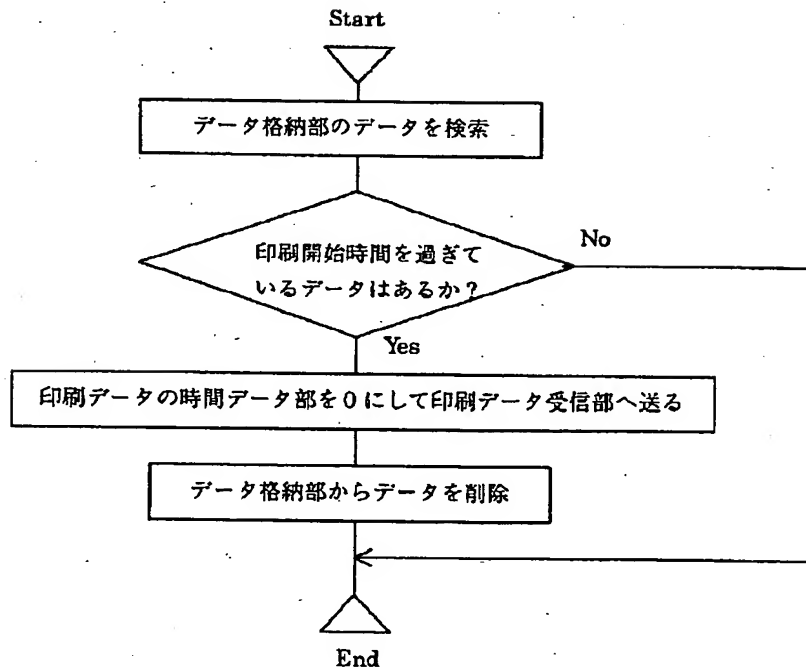 Start
データ格納部のデータを検索
印刷開始時間を過ぎて
いるデータはあるか？
No
Yes
印刷データの時間データ部を０にして印刷データ受信部へ送る
データ格納部からデータを削除
End